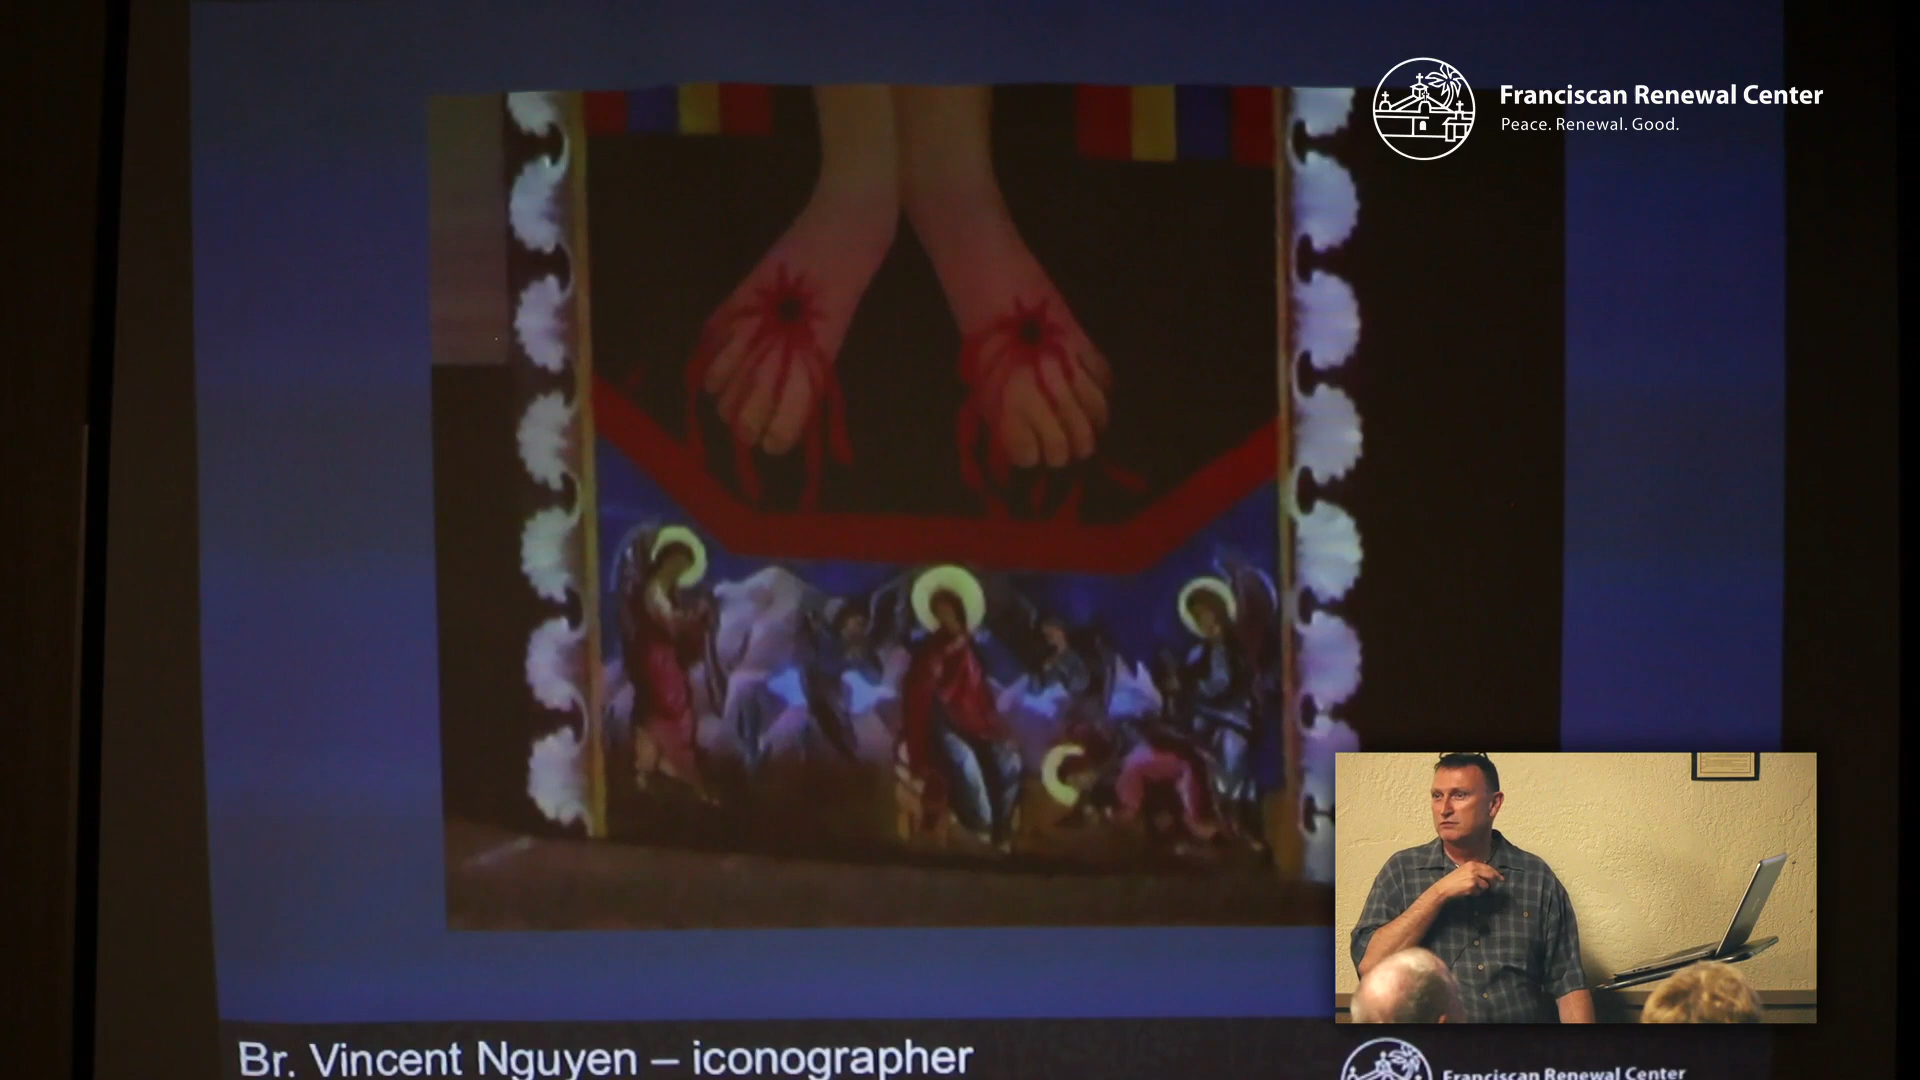 Franciscan Renewal Center
Peace. Renewal. Good.
Br. Vincent Nguyen – iconographer
Franciscan Renewal Center